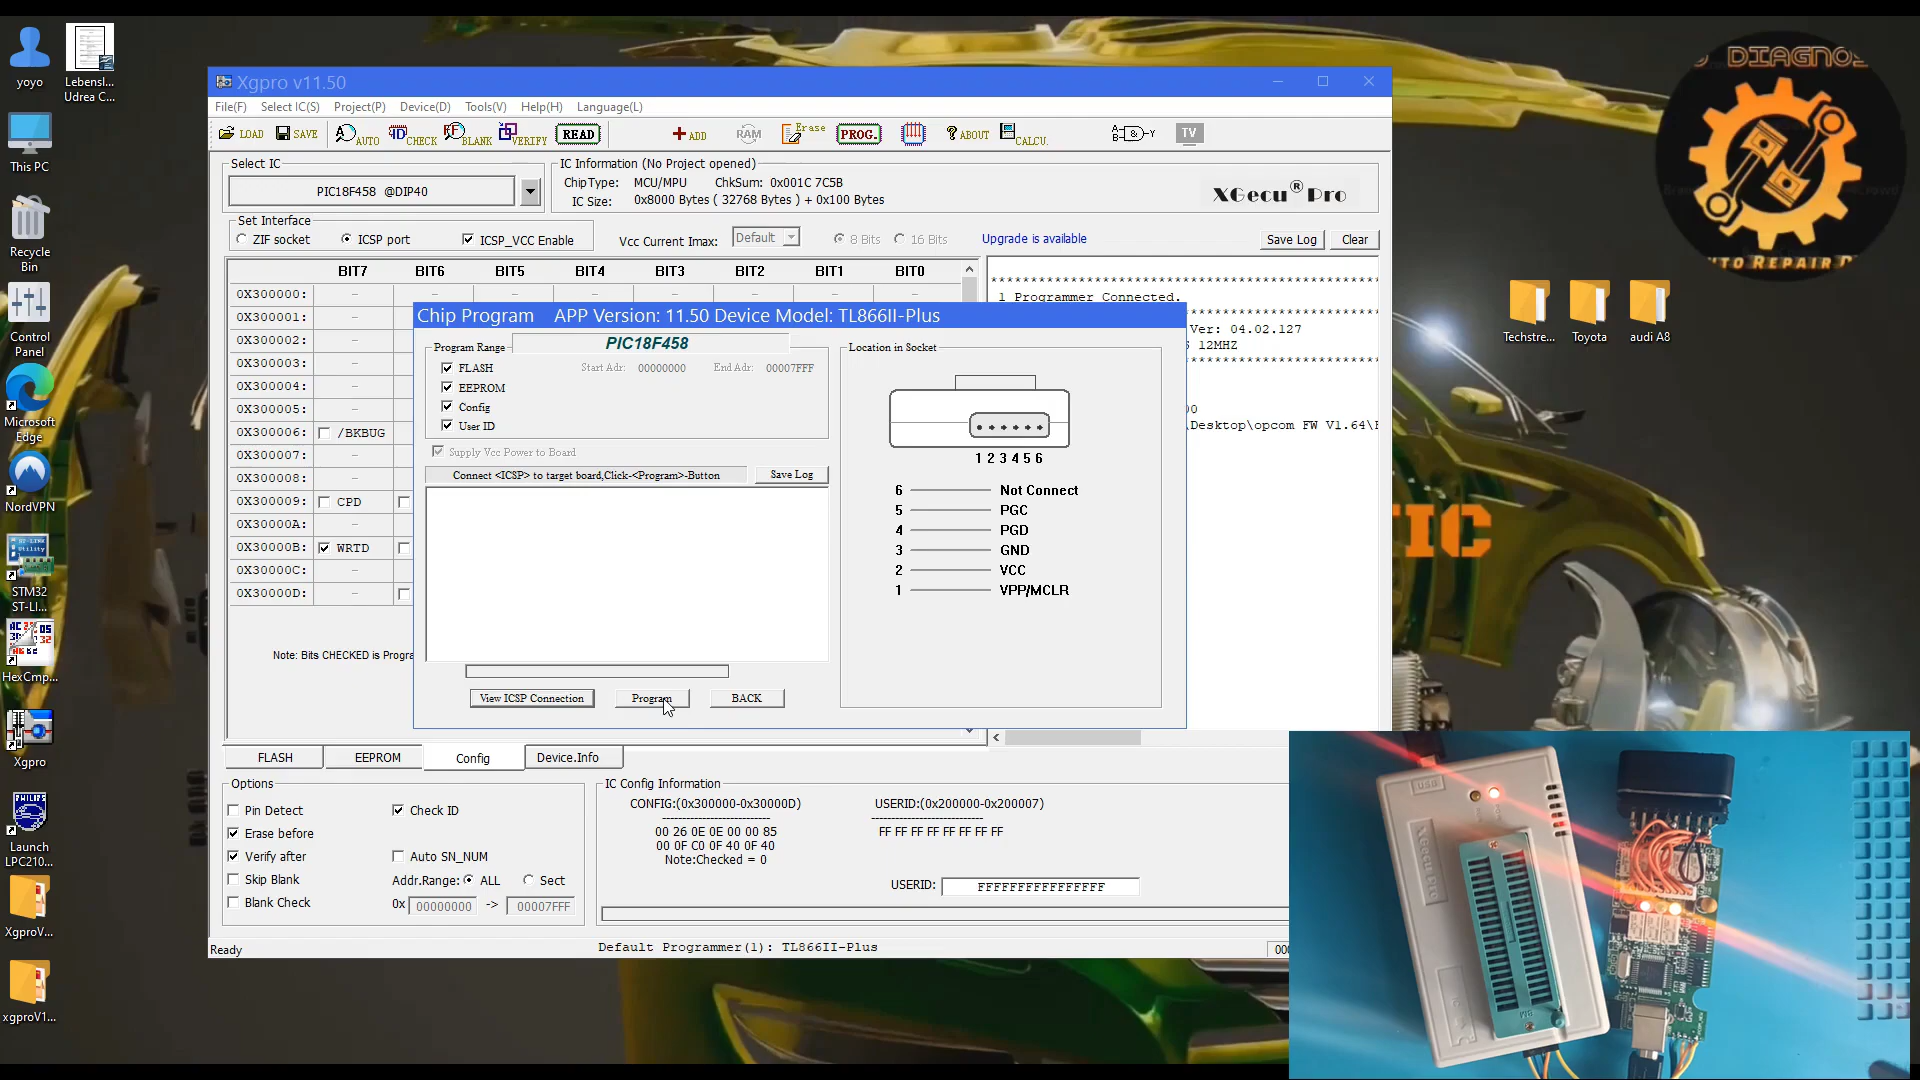 yoyo
Lebensl...
Udrea C...
This PC
Recycle
Bin
Control
Panel
Microsoft
Edge
NordVPN
STM32
ST-LI...
HexCmp...
Xgpro
Launch
LPC210...
XgproV...
xgproV1...
DIAGNOS
UTO REPAIR D
Techstre...
Toyota
audi A8
Xgpro v11.50
File(F) Select IC(S) Project(P) Device(D) Tools(V) Help(H) Language(L)
LOAD SAVE AUTO CHECK BLANK VERIFY READ ADD RAM Erase PROG. ABOUT CALCU. TV
Select IC
PIC18F458 @DIP40
IC Information (No Project opened)
ChipType: MCU/MPU ChkSum: 0x001C 7C5B
IC Size: 0x8000 Bytes ( 32768 Bytes ) + 0x100 Bytes
XGecu® Pro
Set Interface
ZIF socket ICSP port ICSP_VCC Enable
Vcc Current Imax: Default 8 Bits 16 Bits
Upgrade is available
Save Log Clear
BIT7 BIT6 BIT5 BIT4 BIT3 BIT2 BIT1 BIT0
0X300000:
0X300001:
0X300002:
0X300003:
0X300004:
0X300005:
0X300006: /BKBUG
0X300007:
0X300008:
0X300009: CPD
0X30000A:
0X30000B: WRTD
0X30000C:
0X30000D:
Note: Bits CHECKED is Progra
****************************************
1 Programmer Connected.
Ver: 04.02.127
12MHZ
00
\Desktop\opcom FW V1.64\F
Chip Program APP Version: 11.50 Device Model: TL866II-Plus
Program Range
PIC18F458
FLASH Start Adr: 00000000 End Adr: 00007FFF
EEPROM
Config
User ID
Supply Vcc Power to Board
Connect <ICSP> to target board,Click-<Program>-Button
Save Log
View ICSP Connection Program BACK
Location in Socket
1 2 3 4 5 6
6 Not Connect
5 PGC
4 PGD
3 GND
2 VCC
1 VPP/MCLR
FLASH EEPROM Config Device.Info
Options
Pin Detect Check ID
Erase before
Verify after Auto SN_NUM
Skip Blank Addr.Range: ALL Sect
Blank Check 0x 00000000 -> 00007FFF
IC Config Information
CONFIG:(0x300000-0x30000D)
00 26 0E 0E 00 00 85
00 0F C0 0F 40 0F 40
Note:Checked = 0
USERID:(0x200000-0x200007)
FF FF FF FF FF FF FF FF
USERID: FFFFFFFFFFFFFFFF
Ready Default Programmer(1): TL866II-Plus
TIC
USB
XGecu Pro